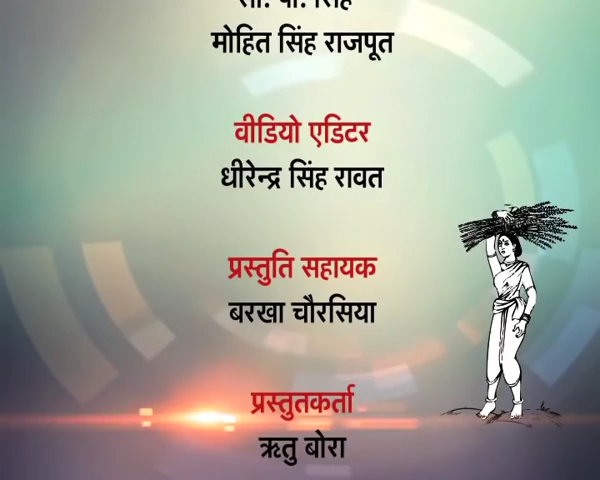 मोहित सिंह राजपूत
वीडियो एडिटर
धीरेन्द्र सिंह रावत
प्रस्तुति सहायक
बरखा चौरसिया
प्रस्तुतकर्ता
ऋतु बोरा